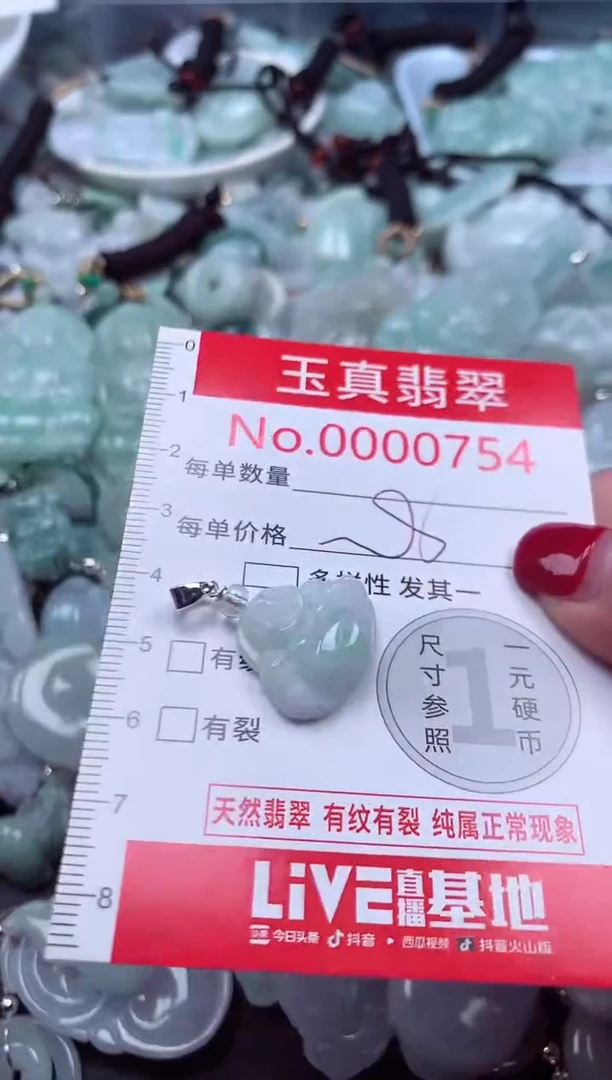 0
玉真翡翠
1
No.0000754
2
每单数量
3
每单价格
4
多样性 发其一
5
有纹
尺寸参照
1
一元硬币
6
有裂
7
天然翡翠 有纹有裂 纯属正常现象
8
LiVE直播基地
头条 今日头条 抖音 西瓜视频 抖音火山版